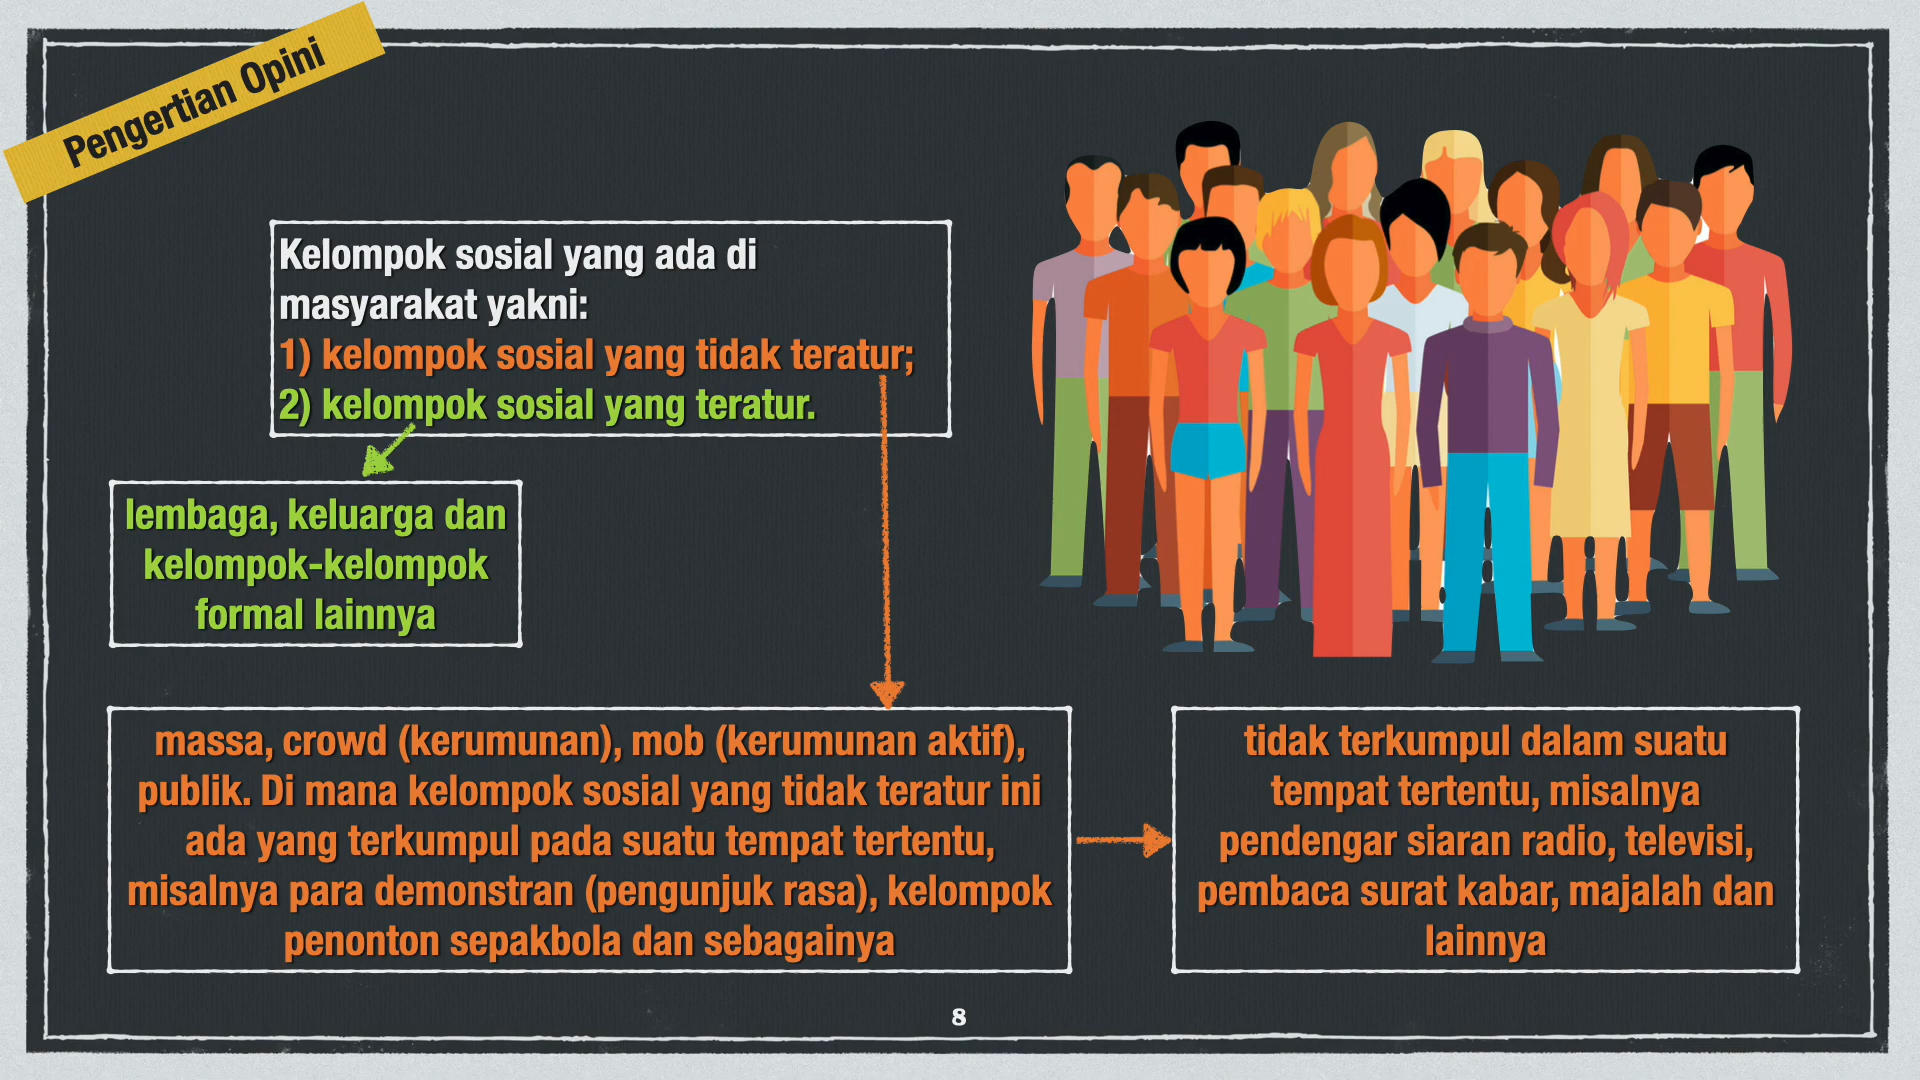 Pengertian Opini
Kelompok sosial yang ada di
masyarakat yakni:
1) kelompok sosial yang tidak teratur;
2) kelompok sosial yang teratur.
lembaga, keluarga dan
kelompok-kelompok
formal lainnya
massa, crowd (kerumunan), mob (kerumunan aktif),
publik. Di mana kelompok sosial yang tidak teratur ini
ada yang terkumpul pada suatu tempat tertentu,
misalnya para demonstran (pengunjuk rasa), kelompok
penonton sepakbola dan sebagainya
tidak terkumpul dalam suatu
tempat tertentu, misalnya
pendengar siaran radio, televisi,
pembaca surat kabar, majalah dan
lainnya
8